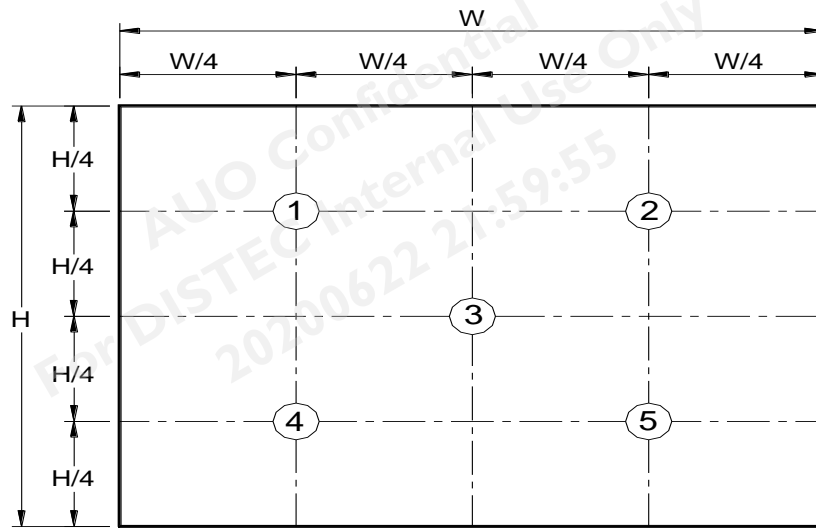 W
W/4 W/4 W/4 W/4
H/4
1 2
H/4
H 3
H/4
4 5
H/4
AUO Confidential
For DISTEC Internal Use Only
20200622 21:59:55